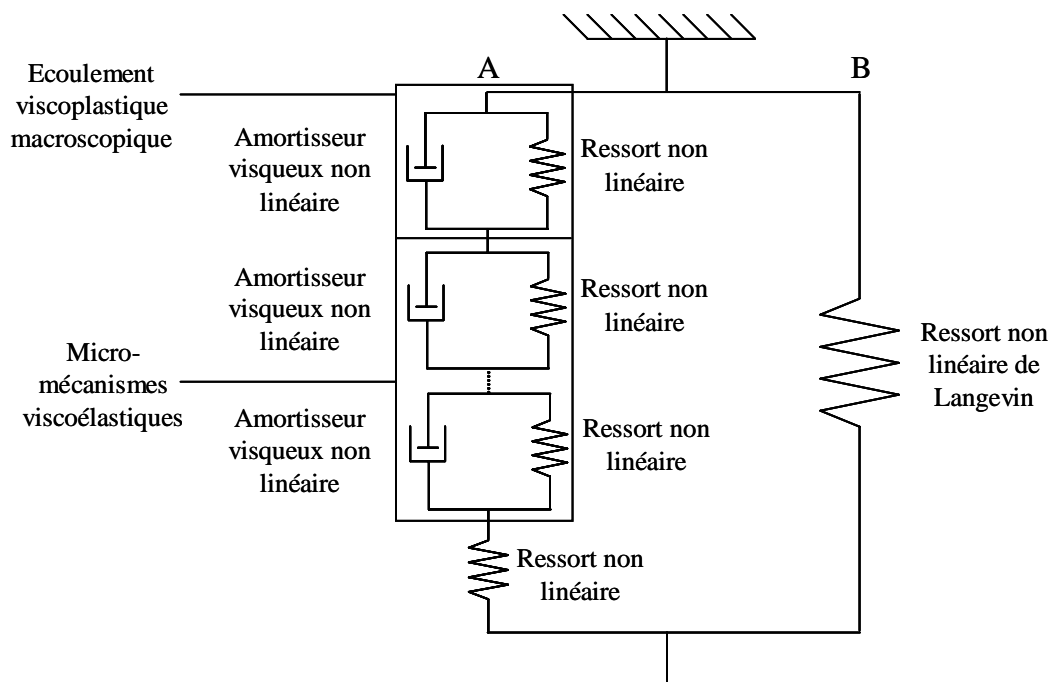 A
B
Ecoulement
viscoplastique
macroscopique
Amortisseur
visqueux non
linéaire
Ressort non
linéaire
Amortisseur
visqueux non
linéaire
Ressort non
linéaire
Micro-
mécanismes
viscoélastiques
Ressort non
linéaire de
Langevin
Amortisseur
visqueux non
linéaire
Ressort non
linéaire
Ressort non
linéaire